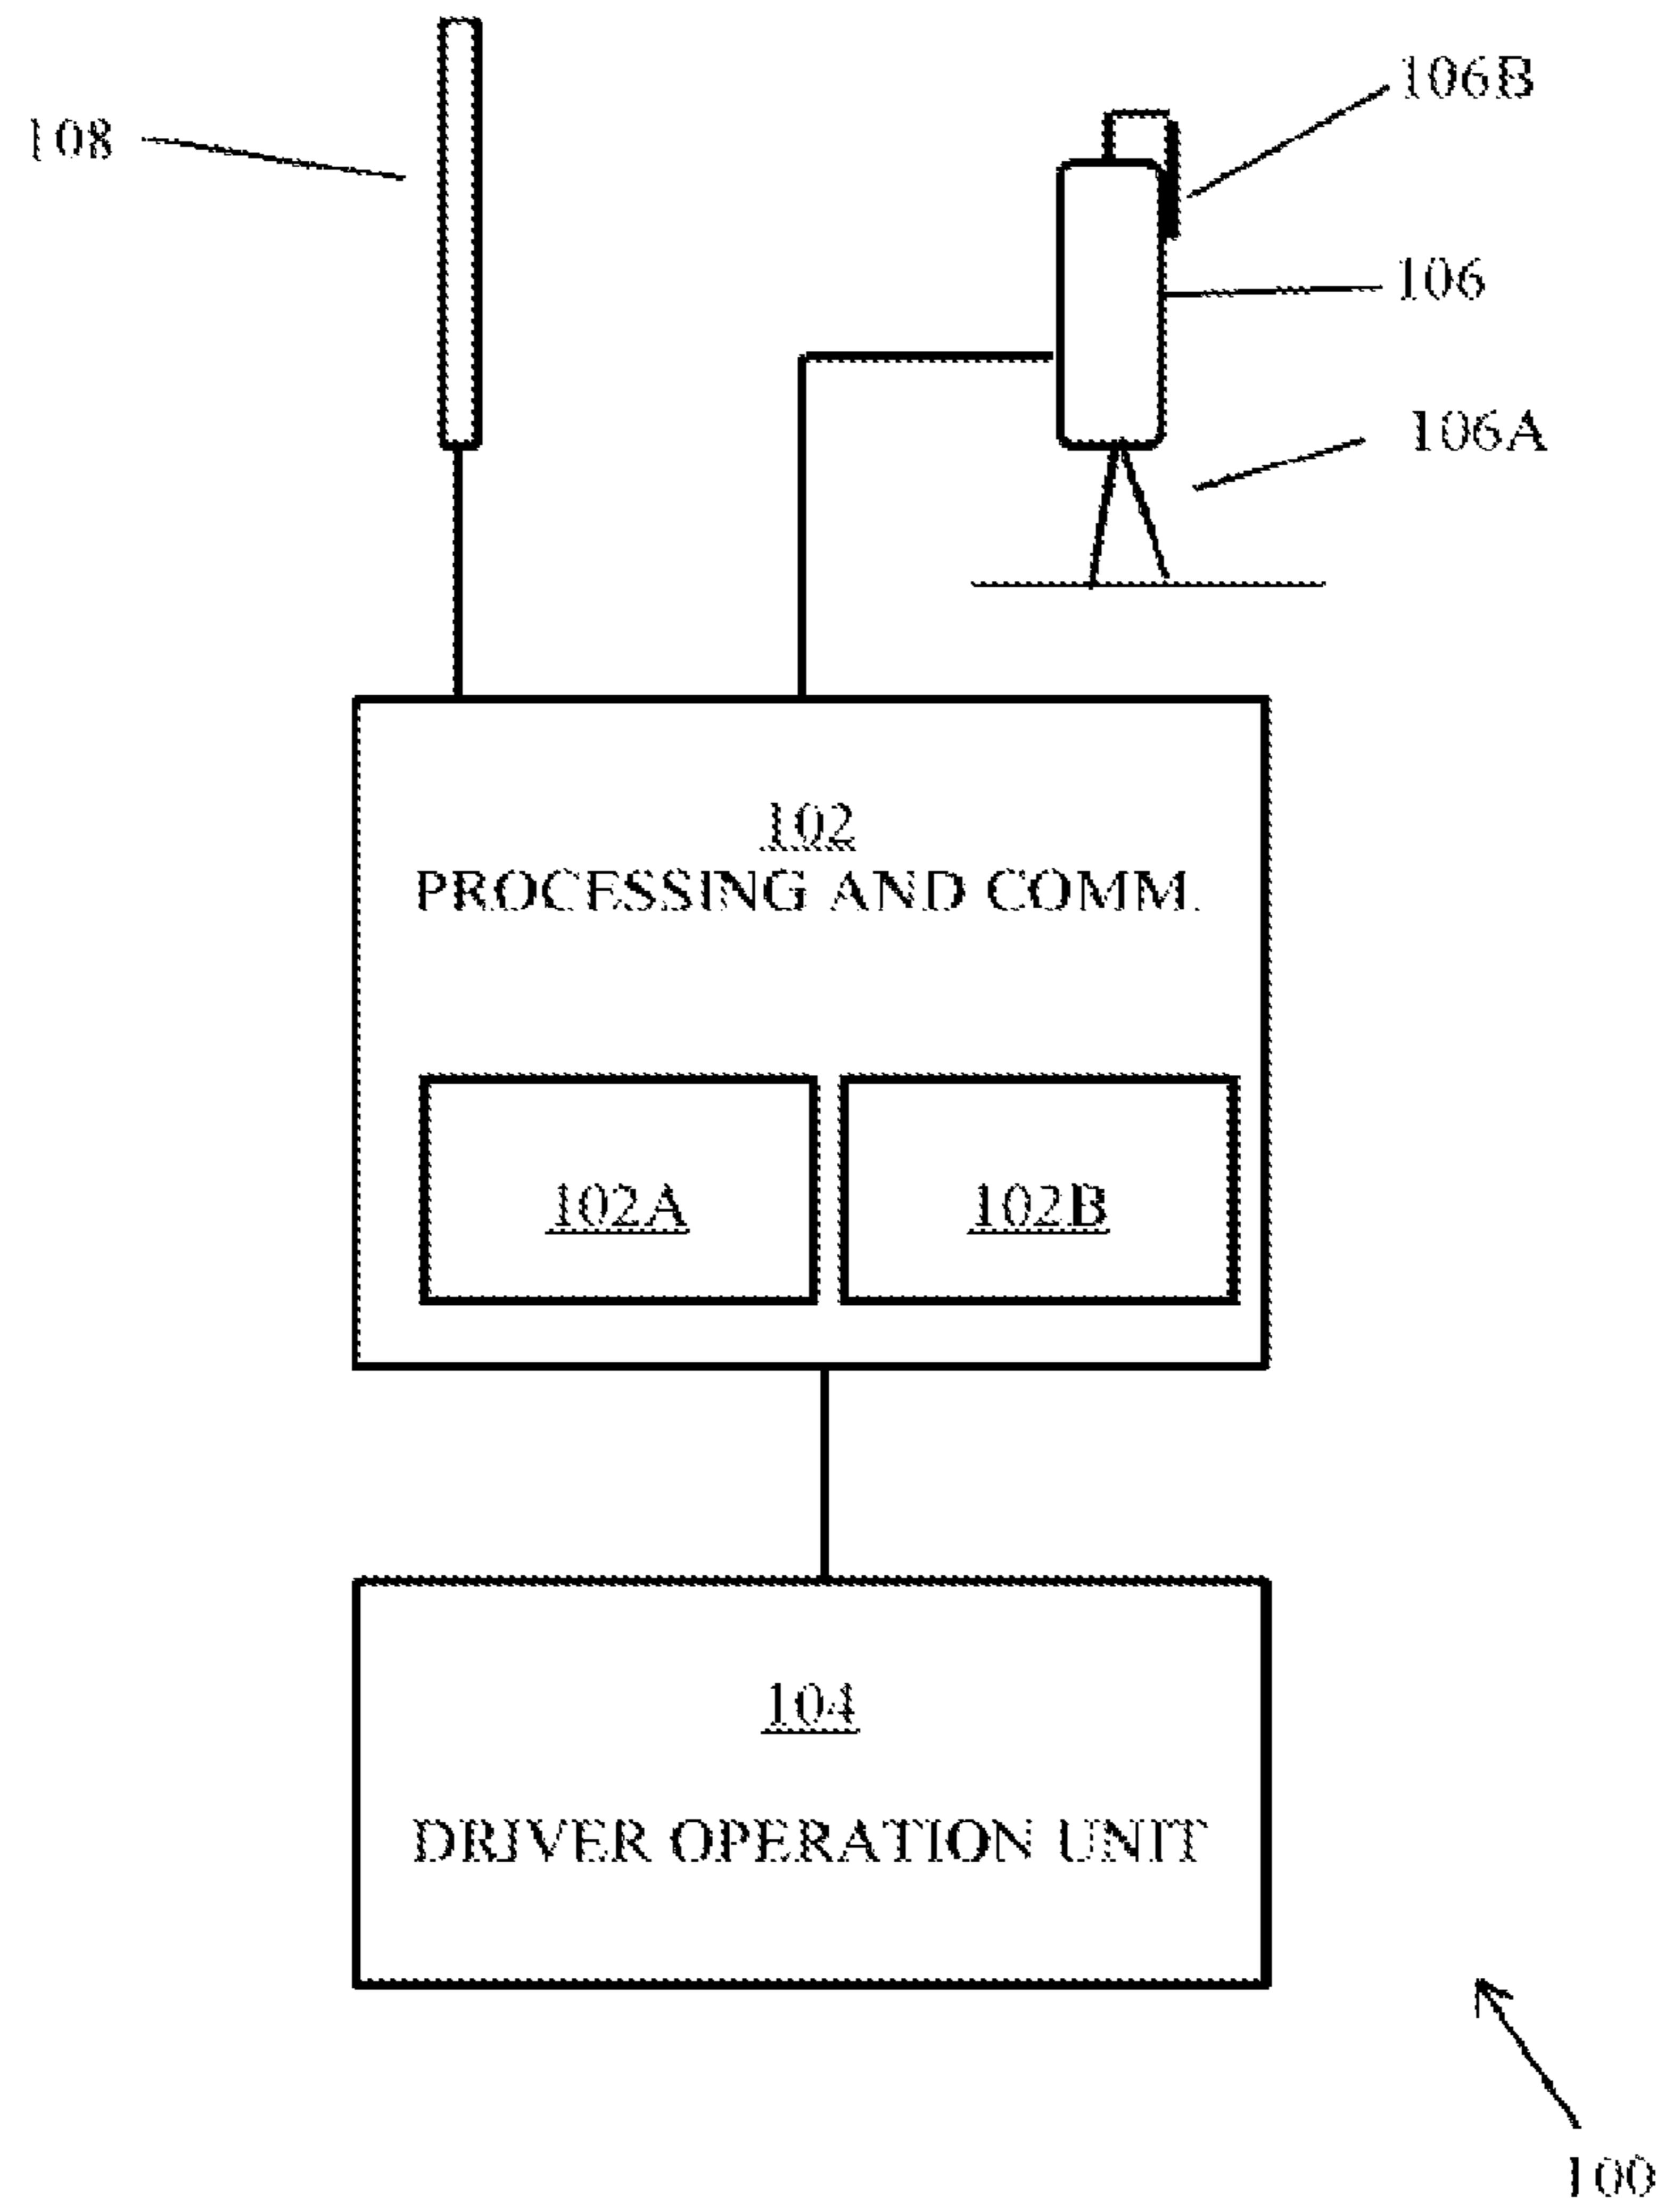 106B
108
106
106A
102
PROCESSING AND COMM.
102A
102B
104
DRIVER OPERATION UNIT
100